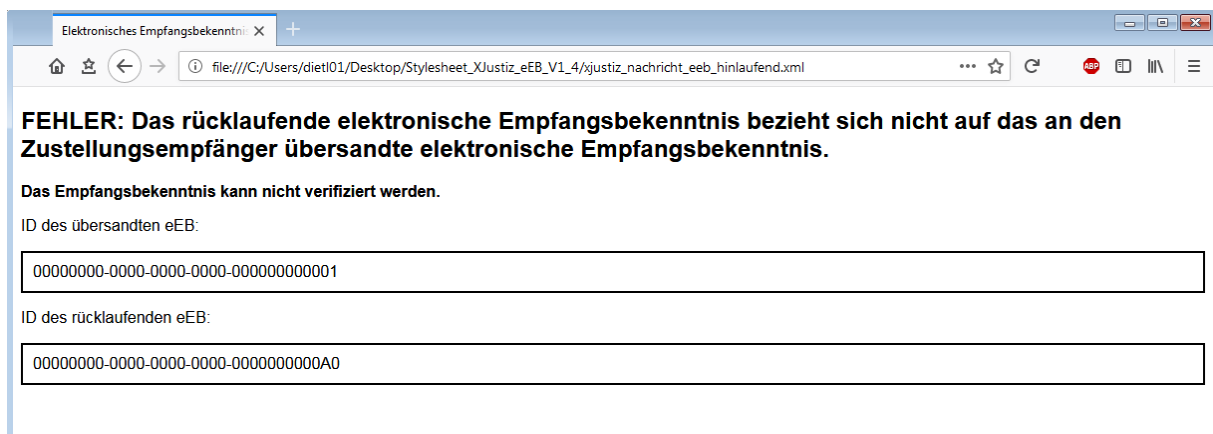 Elektronisches Empfangsbekenntni
file:///C:/Users/dietl01/Desktop/Stylesheet_XJustiz_eEB_V1_4/xjustiz_nachricht_eeb_hinlaufend.xml
ABP
FEHLER: Das rücklaufende elektronische Empfangsbekenntnis bezieht sich nicht auf das an den
Zustellungsempfänger übersandte elektronische Empfangsbekenntnis.
Das Empfangsbekenntnis kann nicht verifiziert werden.
ID des übersandten eEB:
00000000-0000-0000-0000-000000000001
ID des rücklaufenden eEB:
00000000-0000-0000-0000-0000000000A0